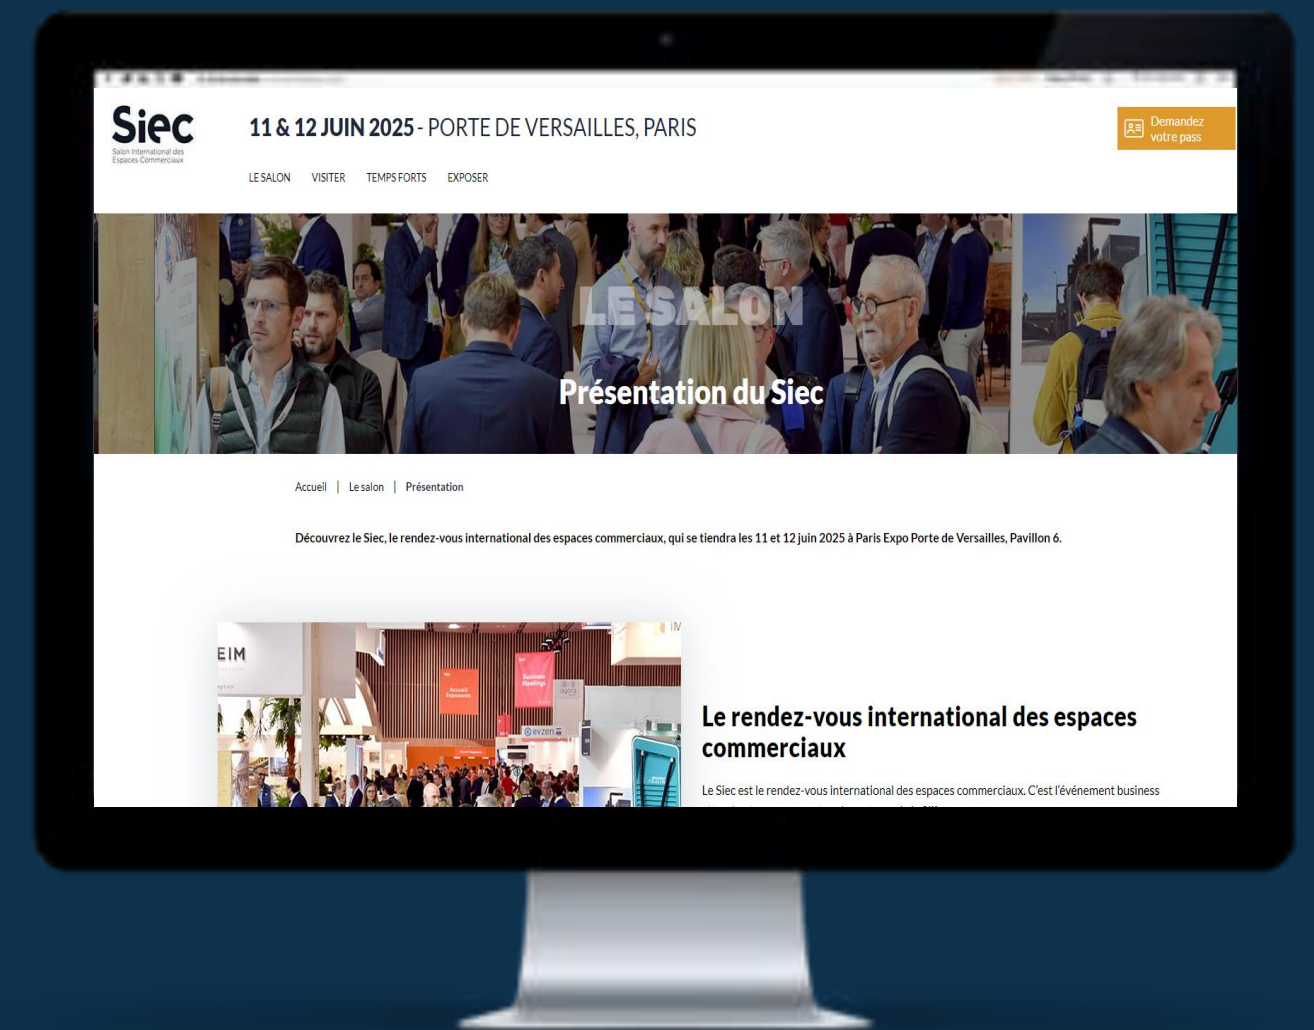 Siec
Salon International des
Espaces Commerciaux
11 & 12 JUIN 2025 - PORTE DE VERSAILLES, PARIS
Demandez
votre pass
LE SALON VISITER TEMPS FORTS EXPOSER
LE SALON
Présentation du Siec
Accueil | Le salon | Présentation
Découvrez le Siec, le rendez-vous international des espaces commerciaux, qui se tiendra les 11 et 12 juin 2025 à Paris Expo Porte de Versailles, Pavillon 6.
EIM
Accueil
Exposants
Business
Meetings
evzen
Le rendez-vous international des espaces
commerciaux
Le Siec est le rendez-vous international des espaces commerciaux. C'est l'événement business